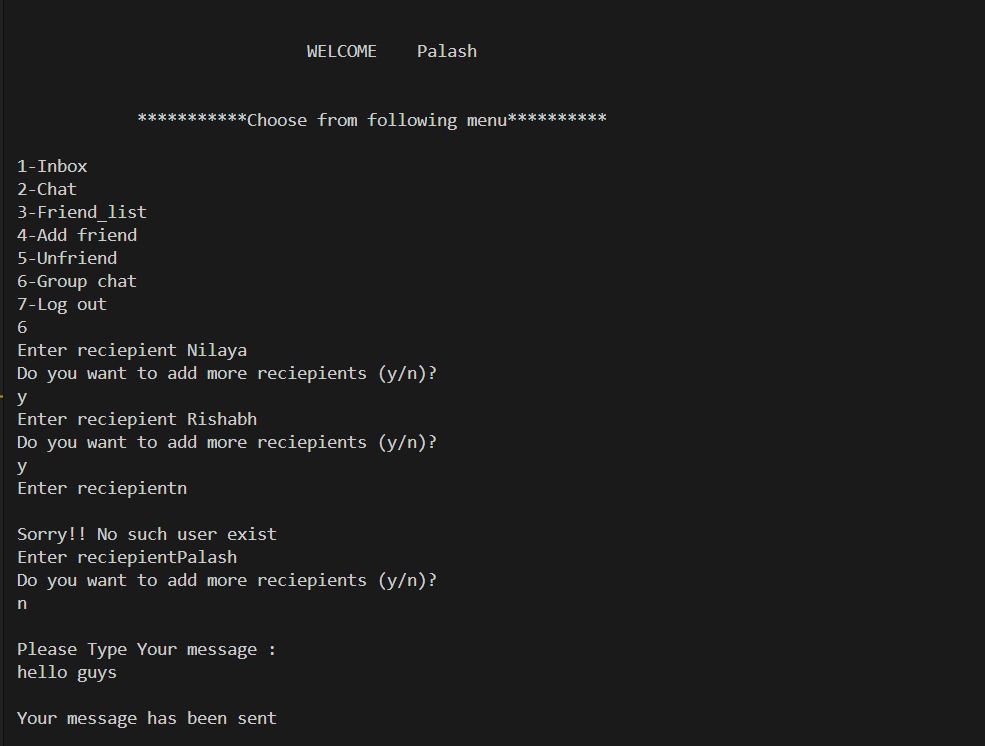 WELCOME    Palash
***********Choose from following menu**********
1-Inbox
2-Chat
3-Friend_list
4-Add friend
5-Unfriend
6-Group chat
7-Log out
6
Enter reciepient Nilaya
Do you want to add more reciepients (y/n)?
y
Enter reciepient Rishabh
Do you want to add more reciepients (y/n)?
y
Enter reciepientn
Sorry!! No such user exist
Enter reciepientPalash
Do you want to add more reciepients (y/n)?
n
Please Type Your message :
hello guys
Your message has been sent